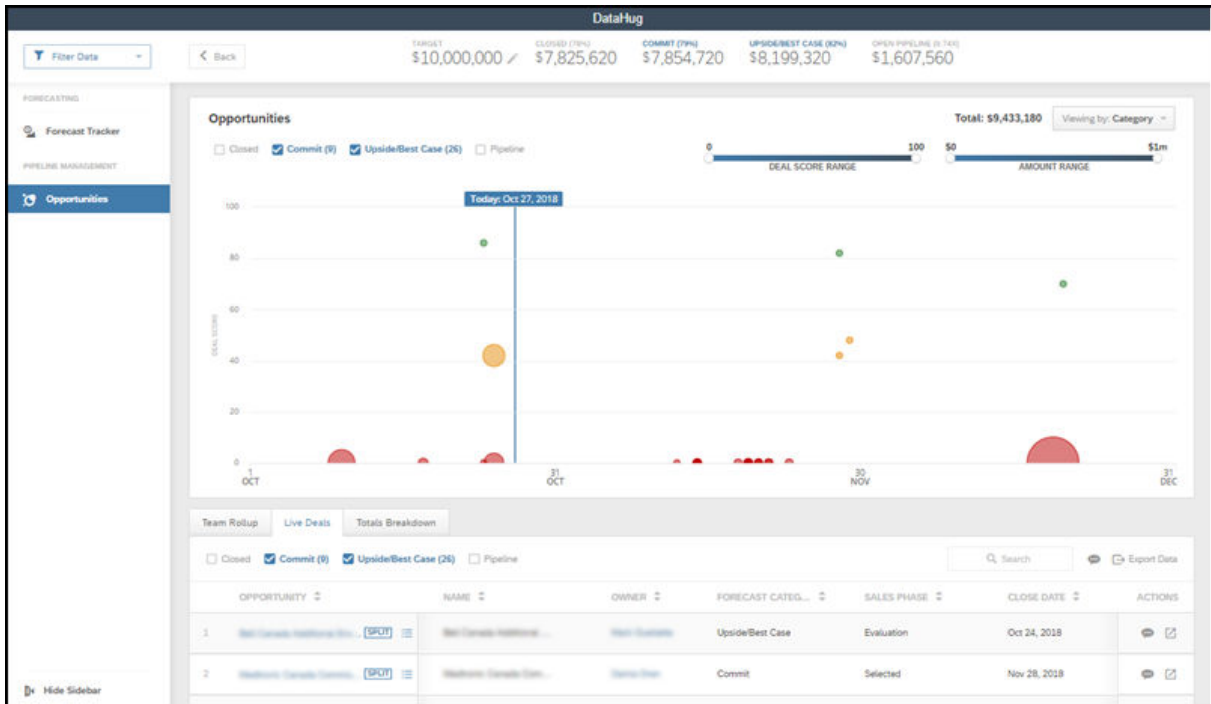 DataHug
Filter Data
Back
TARGET
$10,000,000
CLOSED (78%)
$7,825,620
COMMIT (79%)
$7,854,720
UPSIDE/BEST CASE (82%)
$8,199,320
OPEN PIPELINE (0.74X)
$1,607,560
FORECASTING
Forecast Tracker
PIPELINE MANAGEMENT
Opportunities
Hide Sidebar
Opportunities
Total: $9,433,180
Viewing by: Category
Closed Commit (9) Upside/Best Case (26) Pipeline
0 100
DEAL SCORE RANGE
$0 $1m
AMOUNT RANGE
Today: Oct 27, 2018
DEAL SCORE
100
80
60
40
20
0
1 OCT
31 OCT
30 NOV
31 DEC
Team Rollup Live Deals Totals Breakdown
Closed Commit (9) Upside/Best Case (26) Pipeline
Search
Export Data
OPPORTUNITY NAME OWNER FORECAST CATEG... SALES PHASE CLOSE DATE ACTIONS
1 SPLIT Upside/Best Case Evaluation Oct 24, 2018
2 SPLIT Commit Selected Nov 28, 2018